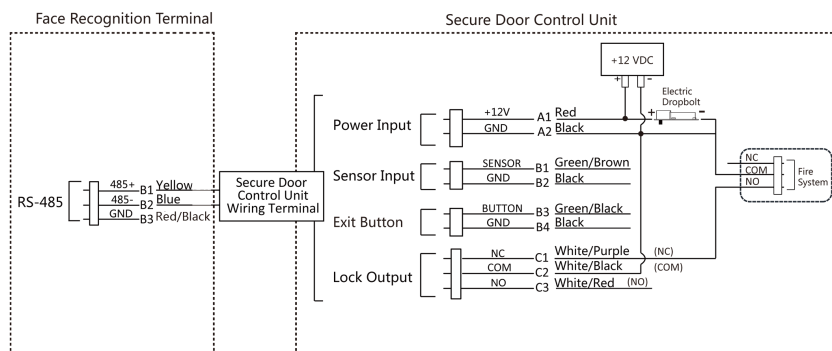 Face Recognition Terminal
Secure Door Control Unit
+12 VDC
+ -
Electric
Dropbolt
+ -
Power Input
+12V A1 Red
GND A2 Black
NC
COM
NO
Fire
System
Sensor Input
SENSOR B1 Green/Brown
GND B2 Black
RS-485
485+ B1 Yellow
485- B2 Blue
GND B3 Red/Black
Secure Door
Control Unit
Wiring Terminal
Exit Button
BUTTON B3 Green/Black
GND B4 Black
Lock Output
NC C1 White/Purple (NC)
COM C2 White/Black (COM)
NO C3 White/Red (NO)